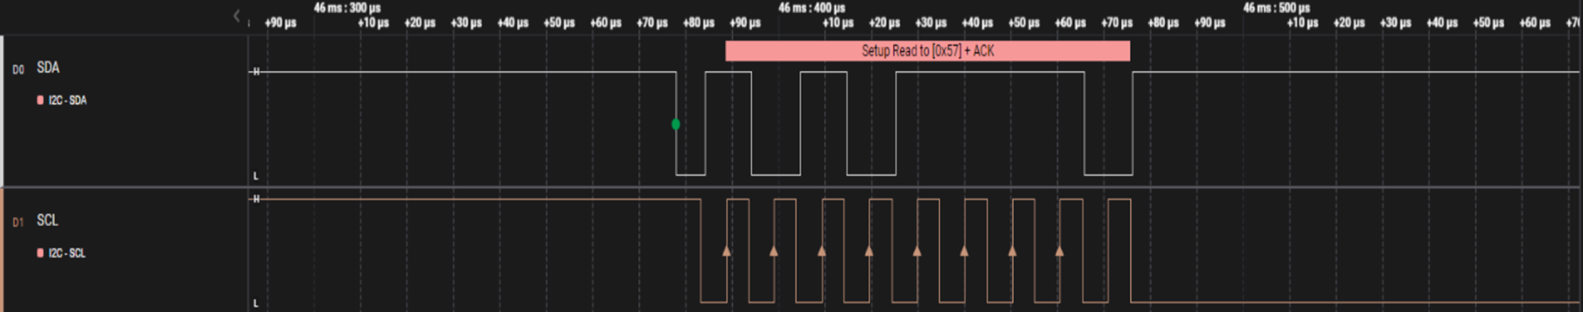 46 ms : 300 µs 46 ms : 400 µs 46 ms : 500 µs
+90 µs +10 µs +20 µs +30 µs +40 µs +50 µs +60 µs +70 µs +80 µs +90 µs +10 µs +20 µs +30 µs +40 µs +50 µs +60 µs +70 µs +80 µs +90 µs +10 µs +20 µs +30 µs +40 µs +50 µs +60 µs +70
Setup Read to [0x57] + ACK
D0 SDA
H
I2C - SDA
L
D1 SCL
H
I2C - SCL
L